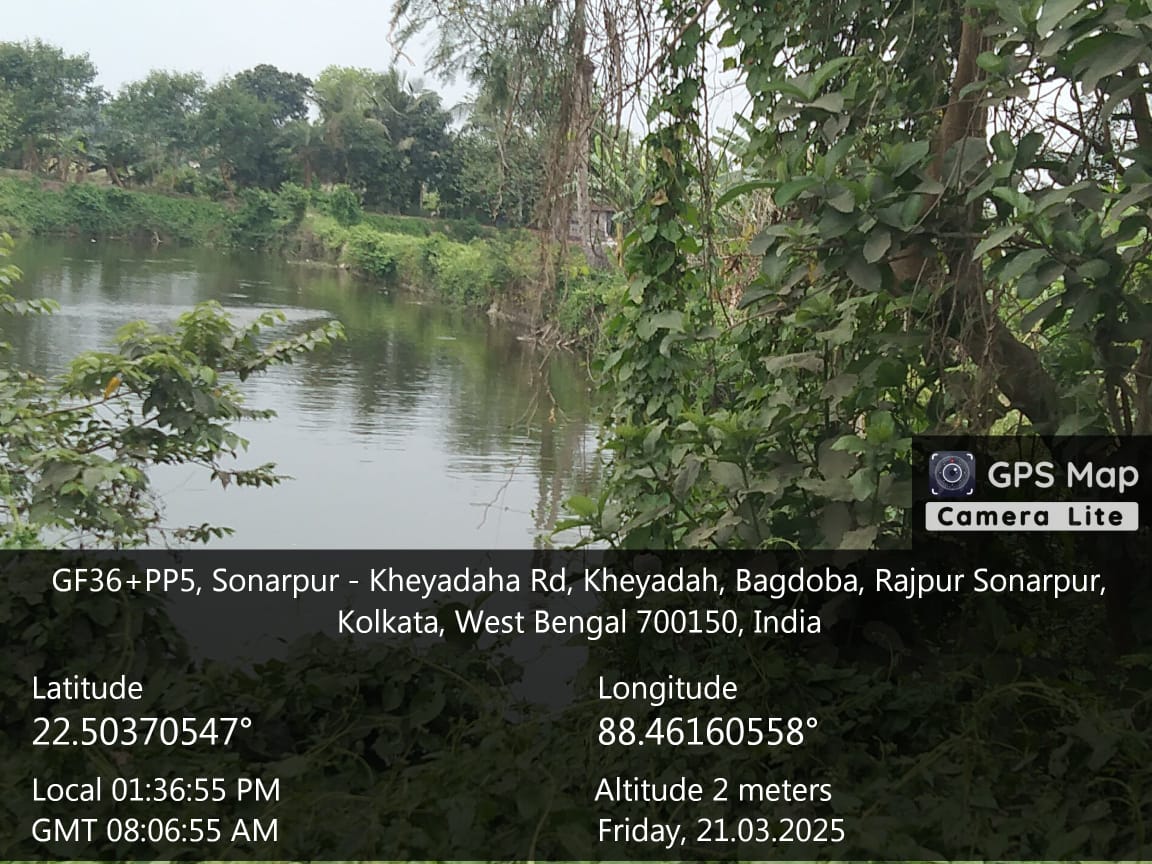 GPS Map
Camera Lite
GF36+PP5, Sonarpur - Kheyadaha Rd, Kheyadah, Bagdoba, Rajpur Sonarpur,
Kolkata, West Bengal 700150, India
Latitude
22.50370547°
Longitude
88.46160558°
Local 01:36:55 PM
GMT 08:06:55 AM
Altitude 2 meters
Friday, 21.03.2025